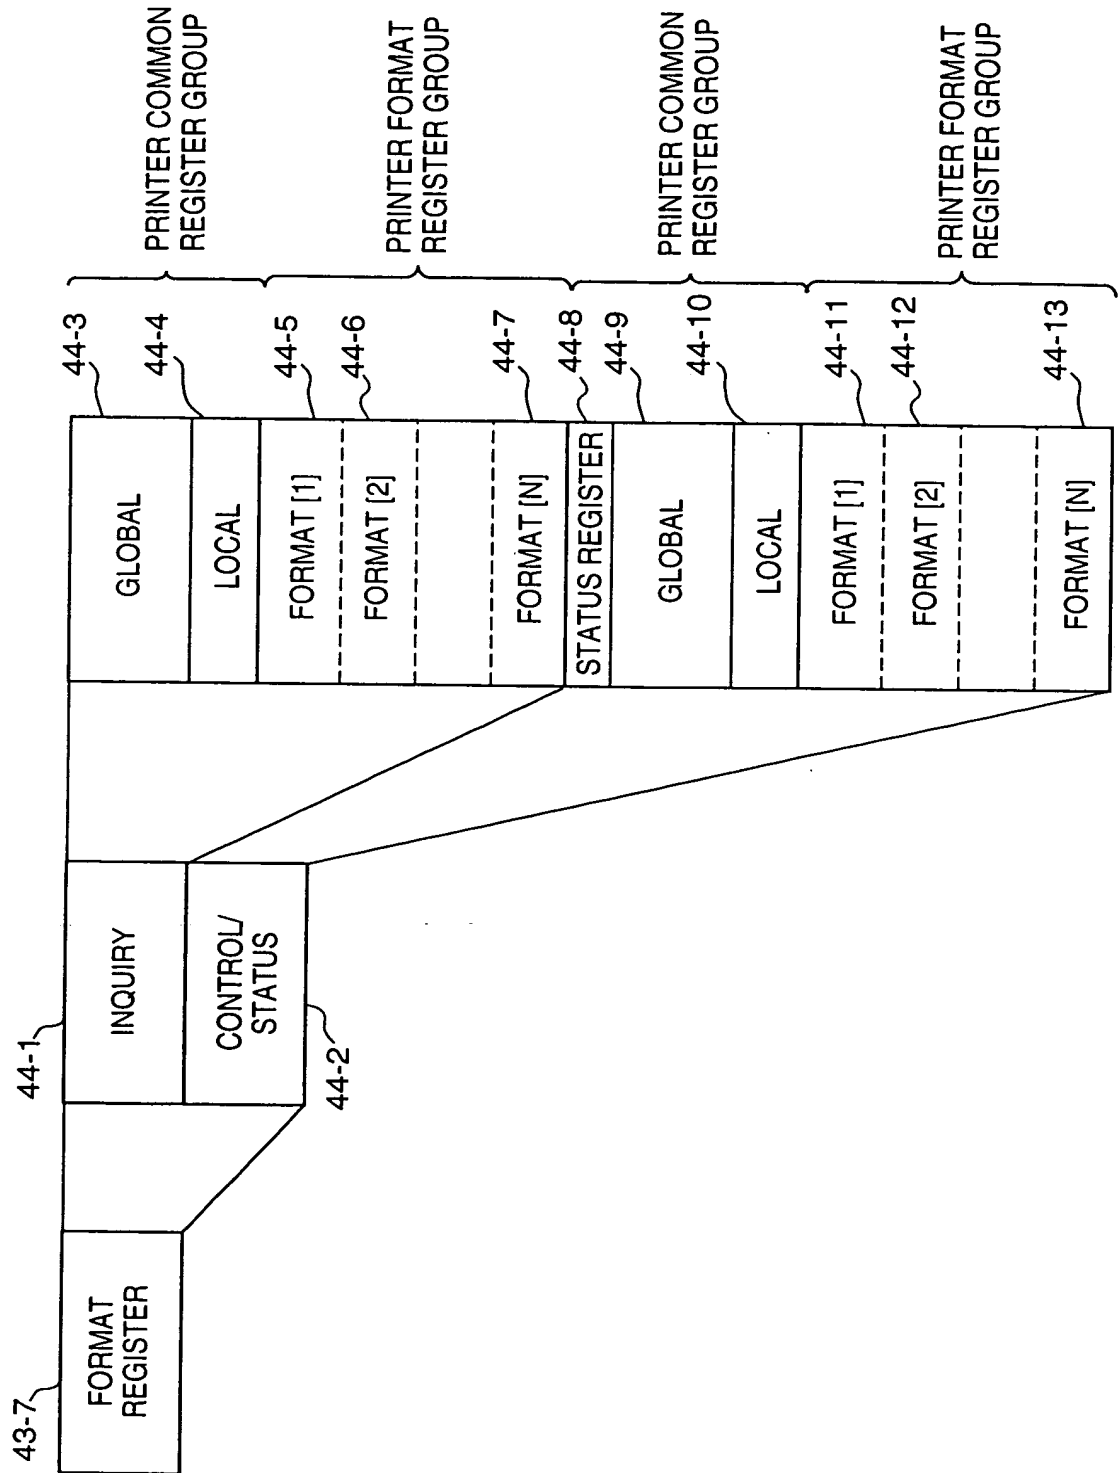 43-7
FORMAT
REGISTER
44-1
INQUIRY
CONTROL/
STATUS
44-2
GLOBAL
LOCAL
FORMAT [1]
FORMAT [2]
FORMAT [N]
STATUS REGISTER
GLOBAL
LOCAL
FORMAT [1]
FORMAT [2]
FORMAT [N]
44-3
44-4
44-5
44-6
44-7
44-8
44-9
44-10
44-11
44-12
44-13
PRINTER COMMON
REGISTER GROUP
PRINTER FORMAT
REGISTER GROUP
PRINTER COMMON
REGISTER GROUP
PRINTER FORMAT
REGISTER GROUP